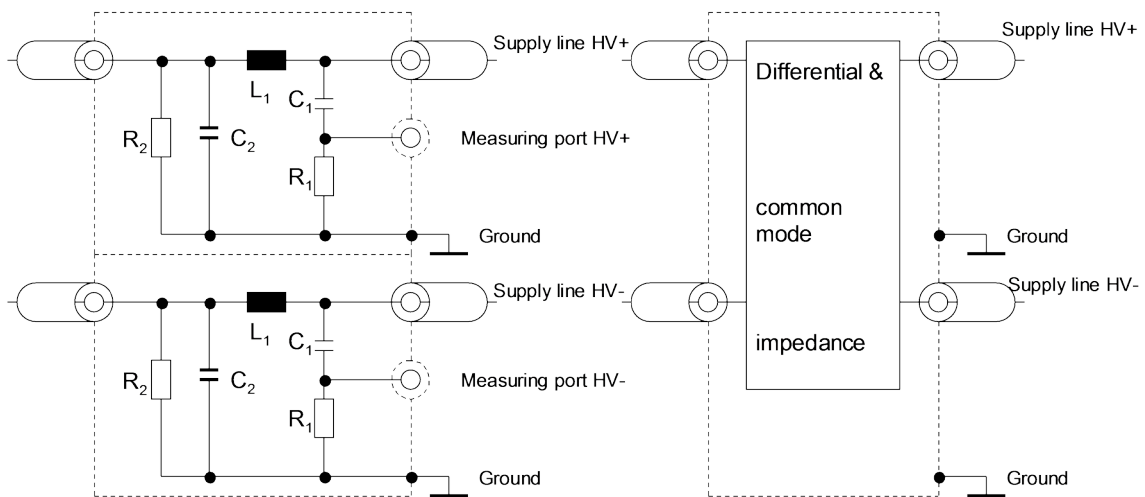 Supply line HV+
L₁
C₁
R₂
C₂
Measuring port HV+
R₁
Ground
Supply line HV-
L₁
C₁
R₂
C₂
Measuring port HV-
R₁
Ground
Supply line HV+
Differential &
common
mode
Ground
Supply line HV-
impedance
Ground